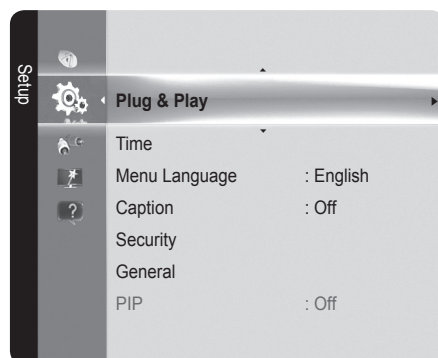 Setup
Plug & Play
Time
Menu Language : English
Caption : Off
Security
General
PIP : Off